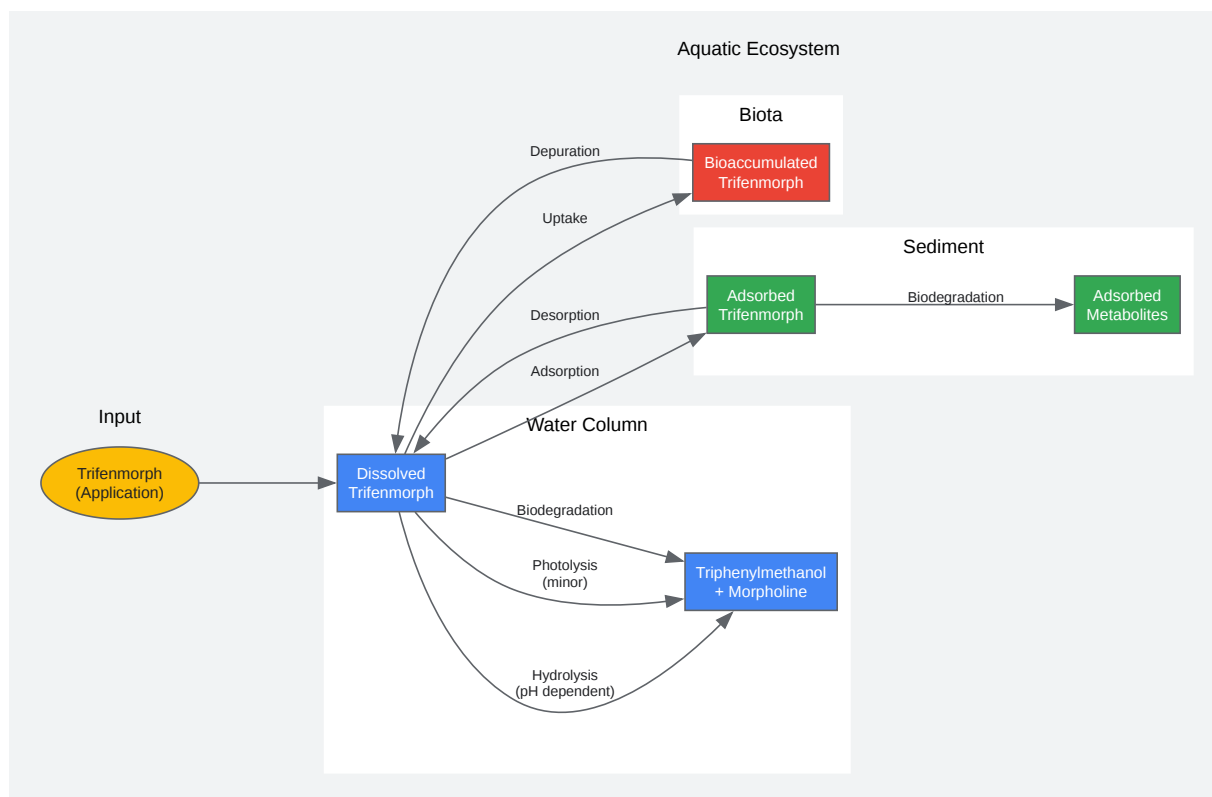 Aquatic Ecosystem
Biota
Depuration
Bioaccumulated
Trifenmorph
Uptake
Sediment
Desorption
Adsorbed
Trifenmorph
Biodegradation
Adsorbed
Metabolites
Adsorption
Input
Water Column
Trifenmorph
(Application)
Dissolved
Trifenmorph
Biodegradation
Photolysis
(minor)
Triphenylmethanol
+ Morpholine
Hydrolysis
(pH dependent)